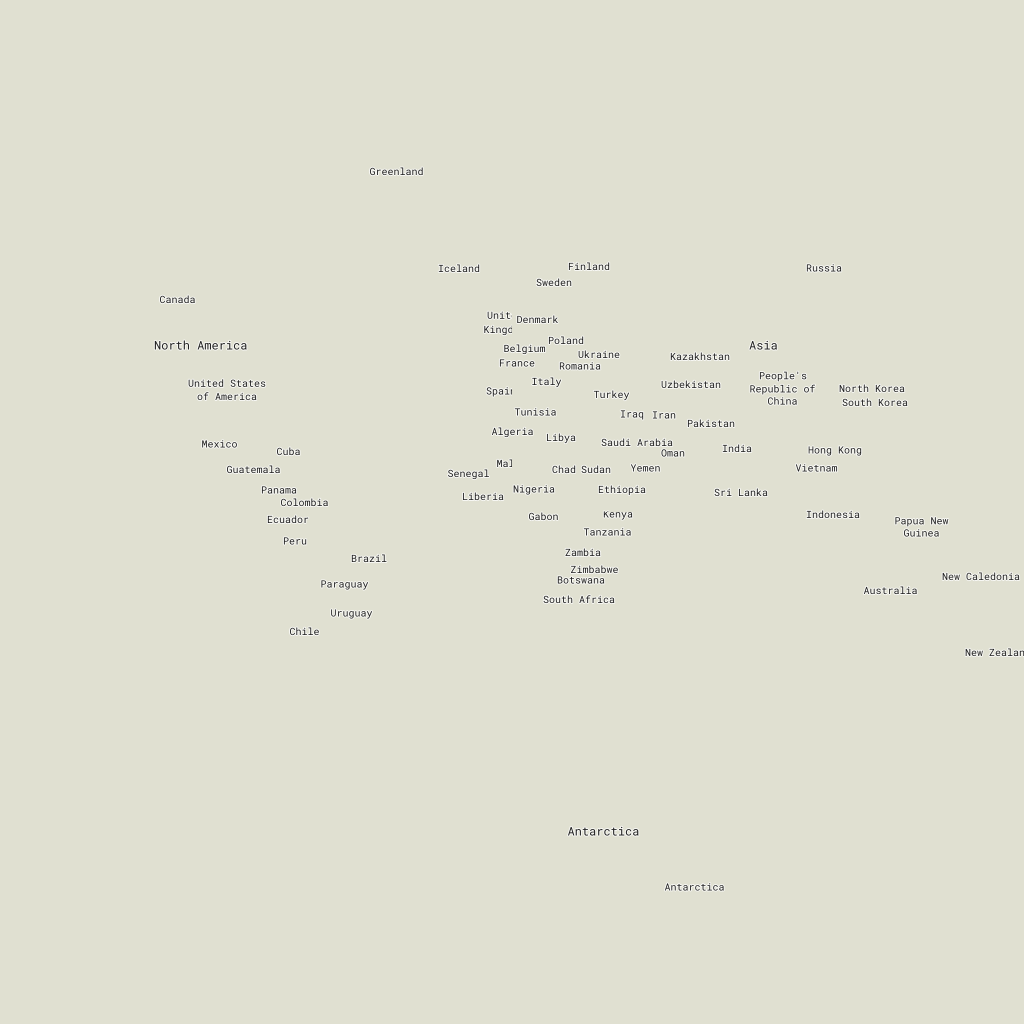 Greenland
Iceland
Finland
Russia
Sweden
Canada
Unit
Kingd
Denmark
Poland
North America
Belgium
Asia
Ukraine
Kazakhstan
France
Romania
People's
Republic of
China
Italy
United States
of America
Uzbekistan
North Korea
Spain
Turkey
South Korea
Tunisia
Iraq
Iran
Pakistan
Algeria
Libya
Saudi Arabia
Mexico
Cuba
Oman
India
Hong Kong
Mal
Guatemala
Senegal
Chad
Sudan
Yemen
Vietnam
Panama
Nigeria
Ethiopia
Sri Lanka
Liberia
Colombia
Ecuador
Gabon
Kenya
Indonesia
Papua New
Guinea
Tanzania
Peru
Zambia
Brazil
Zimbabwe
New Caledonia
Botswana
Paraguay
Australia
South Africa
Uruguay
Chile
New Zealan
Antarctica
Antarctica